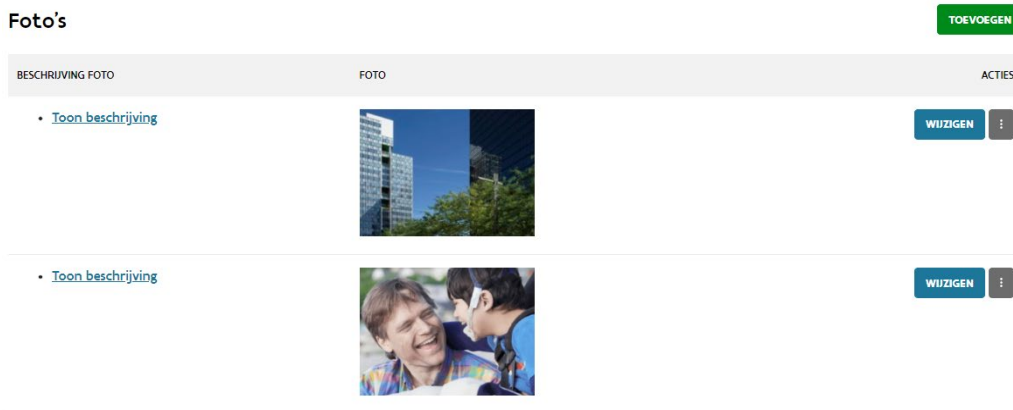 Foto's
TOEVOEGEN
BESCHRIJVING FOTO FOTO ACTIES
Toon beschrijving
WIJZIGEN
Toon beschrijving
WIJZIGEN